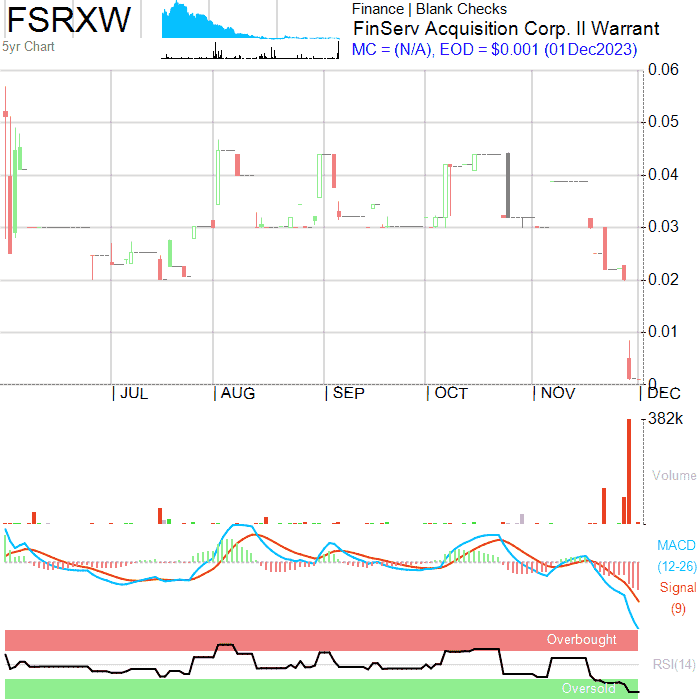 FSRXW
5yr Chart
Finance | Blank Checks
FinServ Acquisition Corp. II Warrant
MC = (N/A), EOD = $0.001 (01Dec2023)
0.06
0.05
0.04
0.03
0.02
0.01
0
JUL AUG SEP OCT NOV DEC
382k
Volume
MACD
(12-26)
Signal
(9)
Overbought
RSI(14)
Oversold